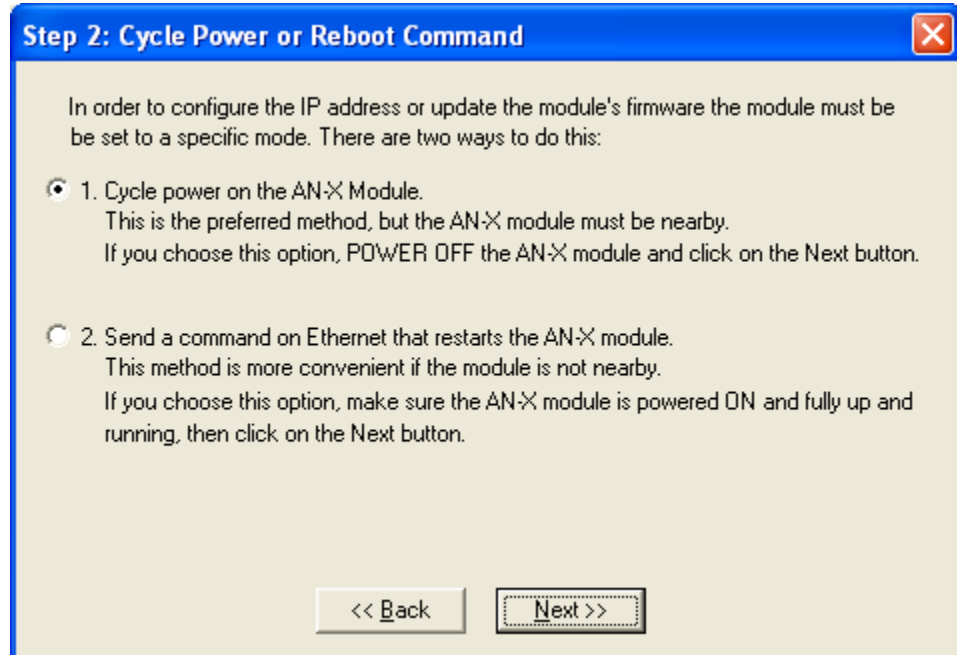 Step 2: Cycle Power or Reboot Command
In order to configure the IP address or update the module's firmware the module must be
be set to a specific mode. There are two ways to do this:
1. Cycle power on the AN-X Module.
This is the preferred method, but the AN-X module must be nearby.
If you choose this option, POWER OFF the AN-X module and click on the Next button.
2. Send a command on Ethernet that restarts the AN-X module.
This method is more convenient if the module is not nearby.
If you choose this option, make sure the AN-X module is powered ON and fully up and
running, then click on the Next button.
<< Back
Next >>